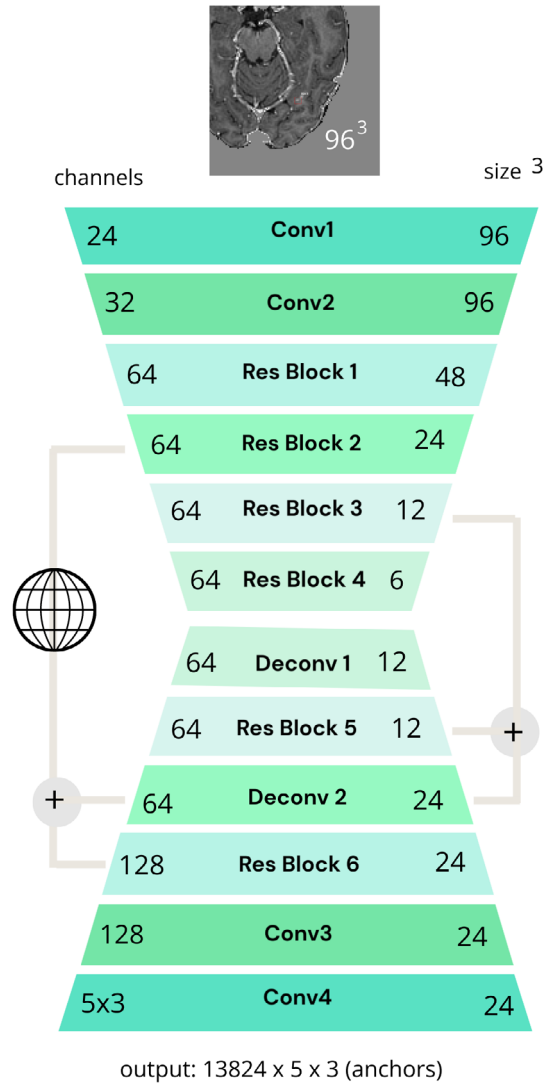 96³
channels
size ³
24 Conv1 96
32 Conv2 96
64 Res Block 1 48
64 Res Block 2 24
64 Res Block 3 12
64 Res Block 4 6
64 Deconv 1 12
64 Res Block 5 12
+
64 Deconv 2 24
+
128 Res Block 6 24
128 Conv3 24
5x3 Conv4 24
output: 13824 x 5 x 3 (anchors)